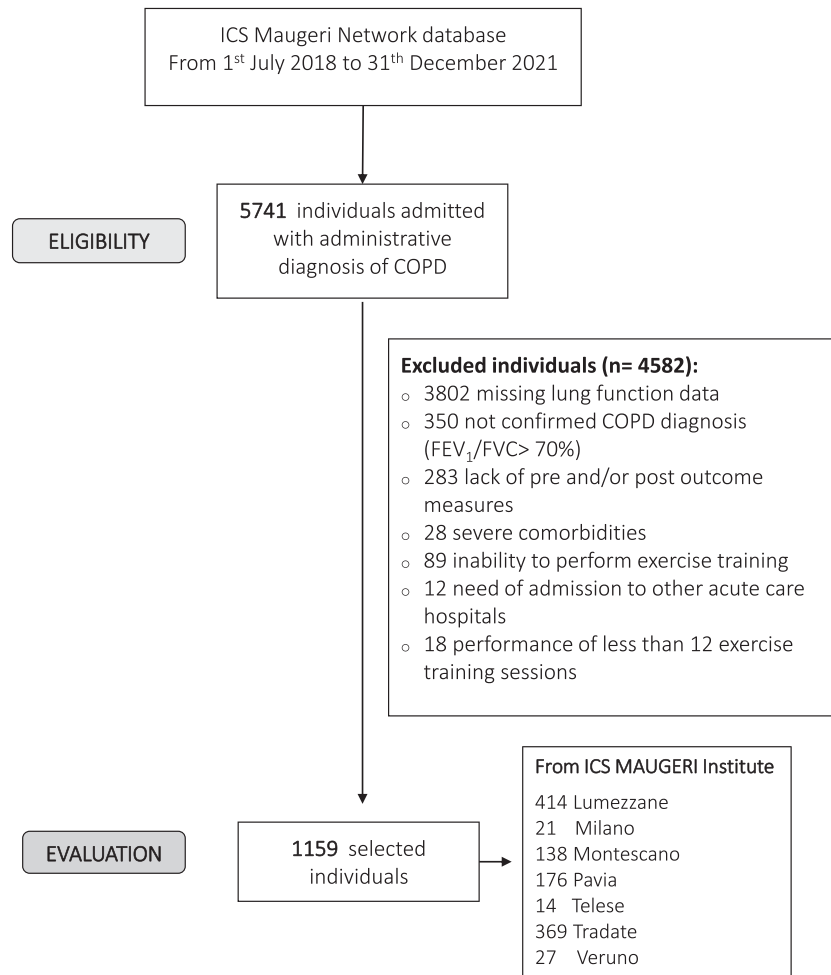 ICS Maugeri Network database
From 1st July 2018 to 31th December 2021
5741 individuals admitted
with administrative
diagnosis of COPD
ELIGIBILITY
Excluded individuals (n= 4582):
○ 3802 missing lung function data
○ 350 not confirmed COPD diagnosis
(FEV1/FVC> 70%)
○ 283 lack of pre and/or post outcome
measures
○ 28 severe comorbidities
○ 89 inability to perform exercise training
○ 12 need of admission to other acute care
hospitals
○ 18 performance of less than 12 exercise
training sessions
EVALUATION
1159 selected
individuals
From ICS MAUGERI Institute
414 Lumezzane
21 Milano
138 Montescano
176 Pavia
14 Telese
369 Tradate
27 Veruno